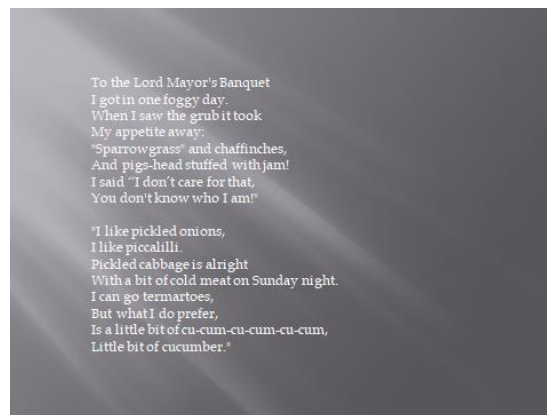 To the Lord Mayor's Banquet
I got in one foggy day.
When I saw the grub it took
My appetite away:
"Sparrowgrass" and chaffinches,
And pigs-head stuffed with jam!
I said “I don't care for that,
You don't know who I am!"

"I like pickled onions,
I like piccalilli.
Pickled cabbage is alright
With a bit of cold meat on Sunday night.
I can go termartoes,
But what I do prefer,
Is a little bit of cu-cum-cu-cum-cu-cum,
Little bit of cucumber."